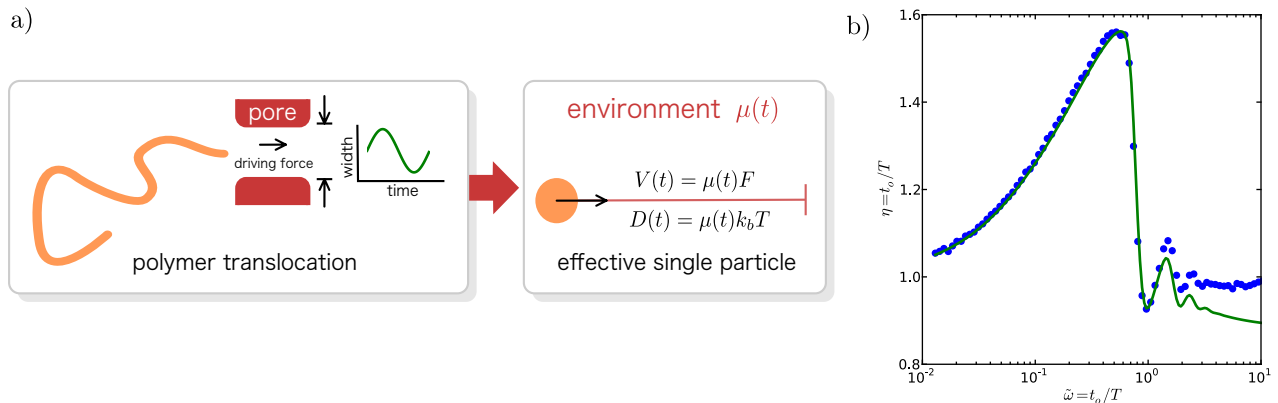 a)
pore
driving force
width
time
polymer translocation
environment μ(t)
V(t) = μ(t)F
D(t) = μ(t)k_bT
effective single particle
b)
1.6
1.4
1.2
1.0
0.8
η=t_o/T
10^-2
10^-1
10^0
10^1
ω̃=t_o/T